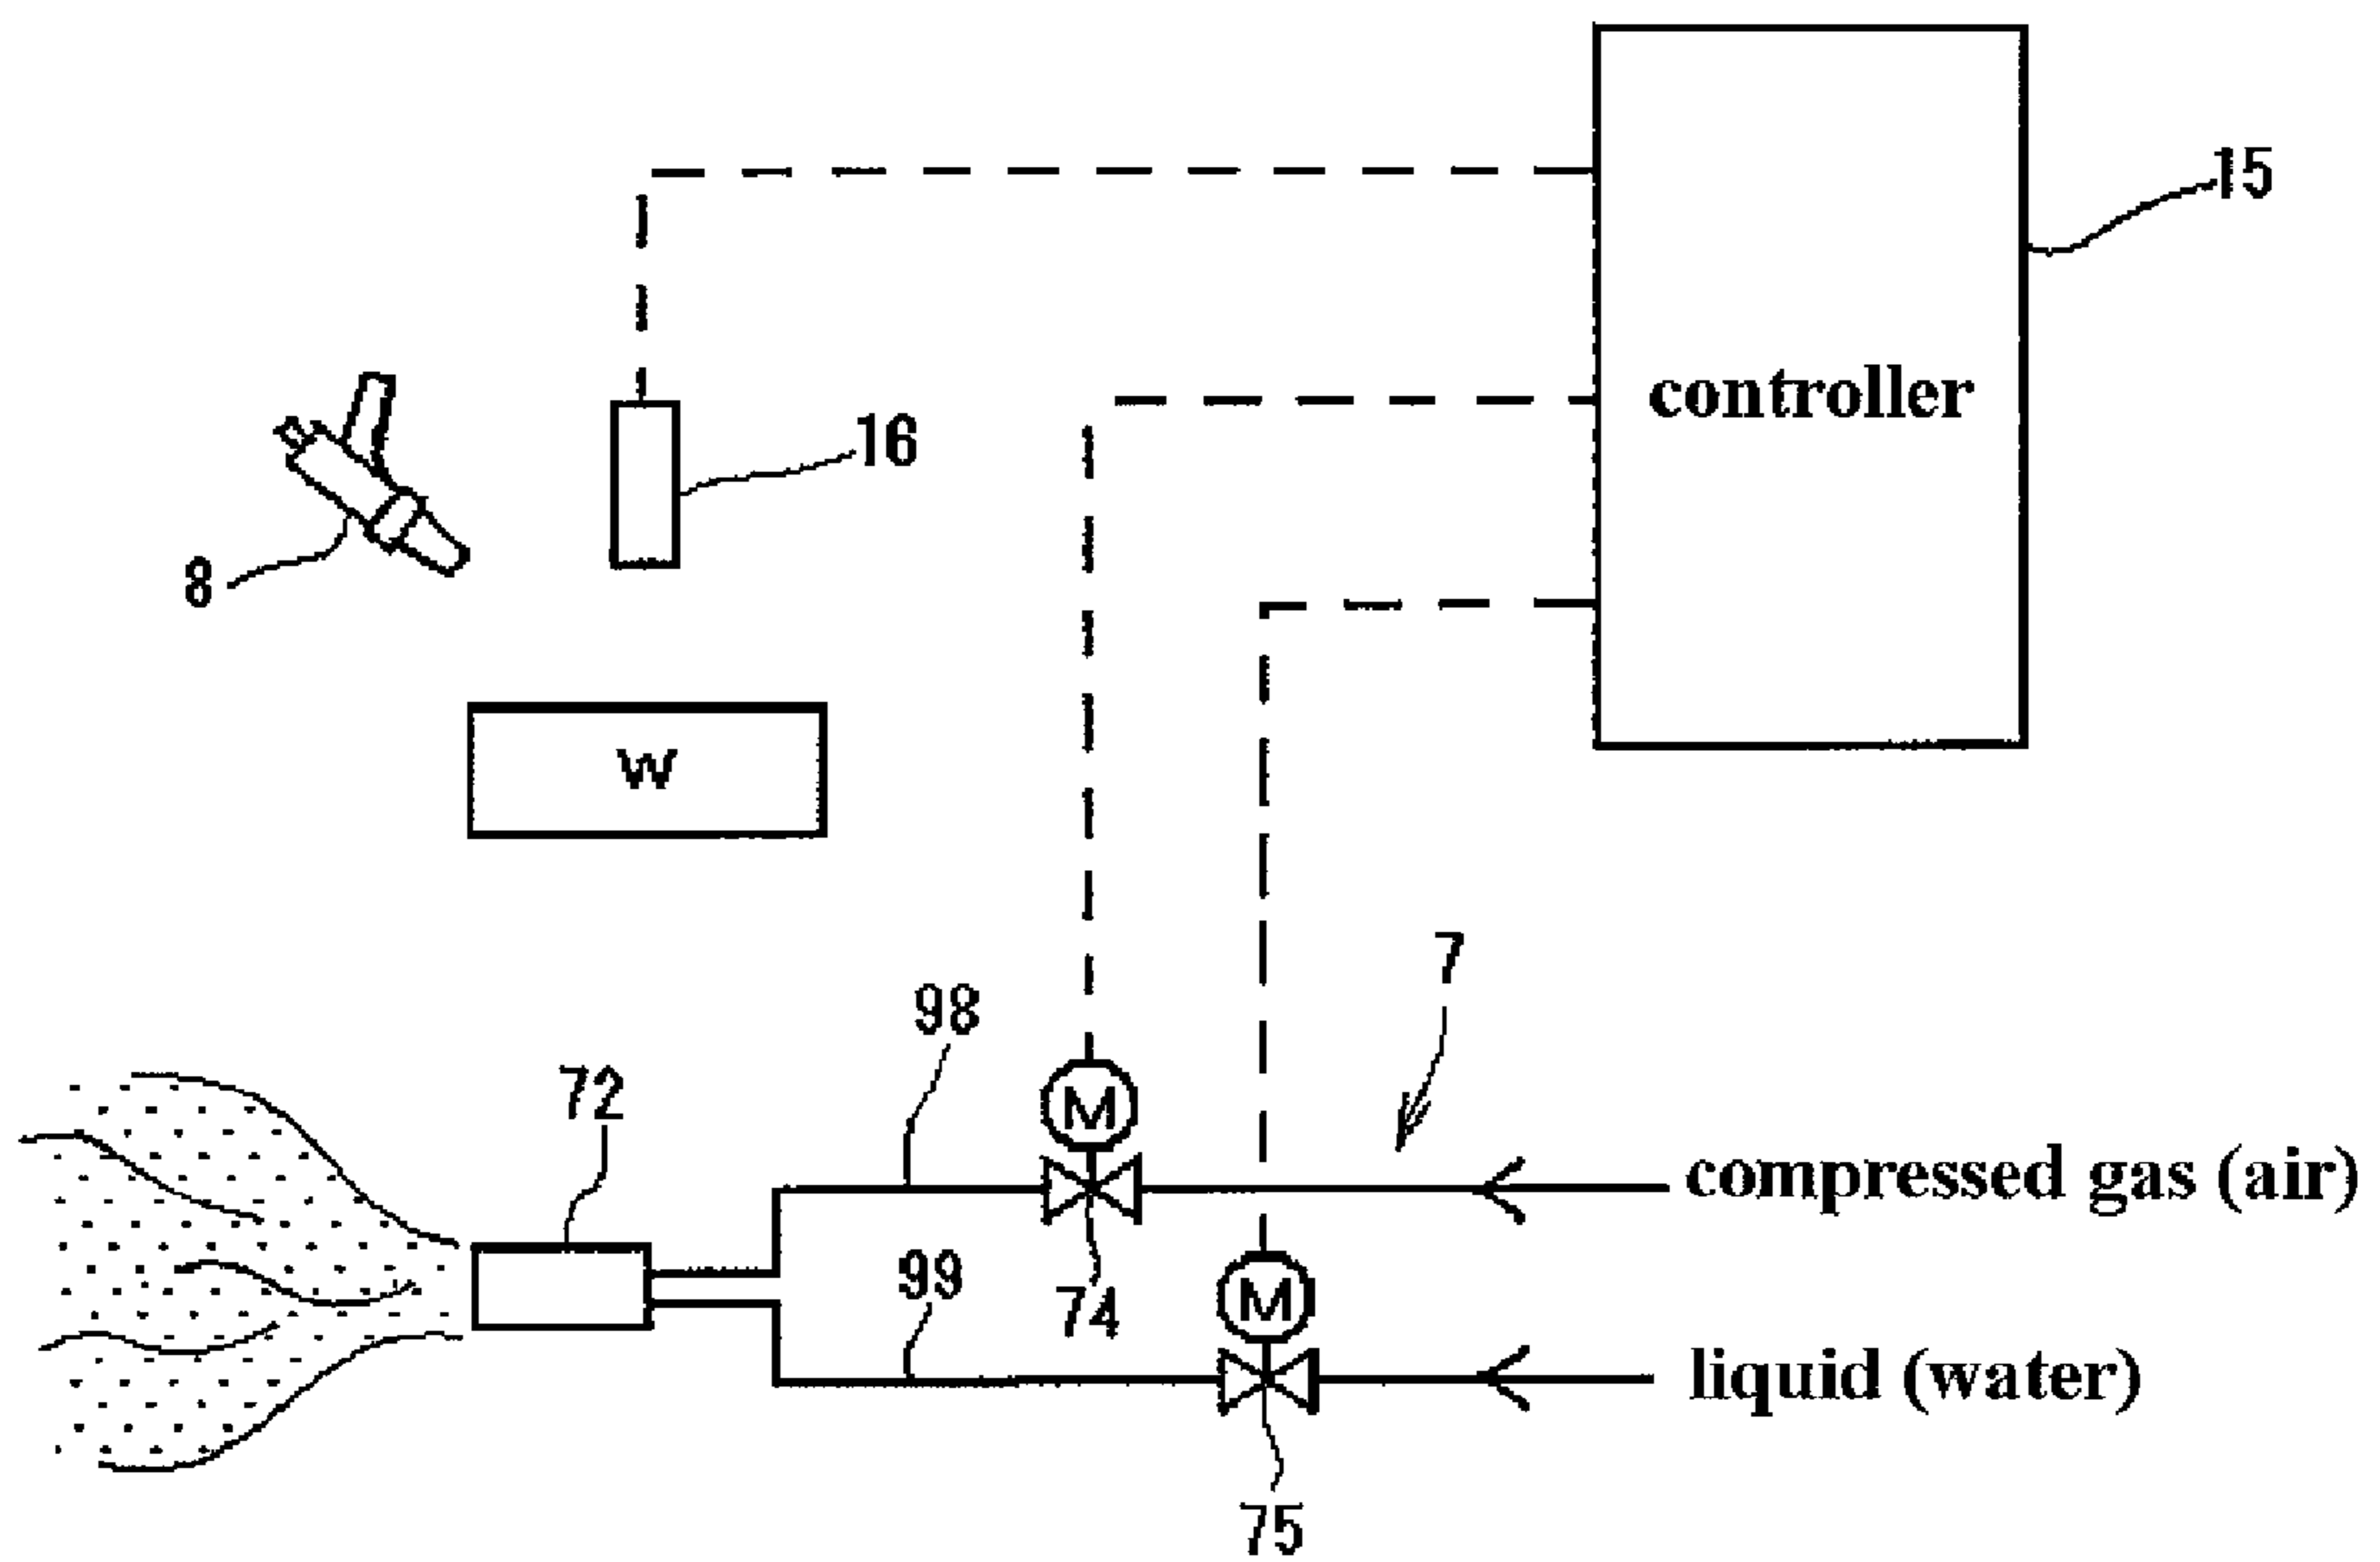 15
controller
16
8
W
7
98
72
M
compressed gas (air)
99
74
M
liquid (water)
75